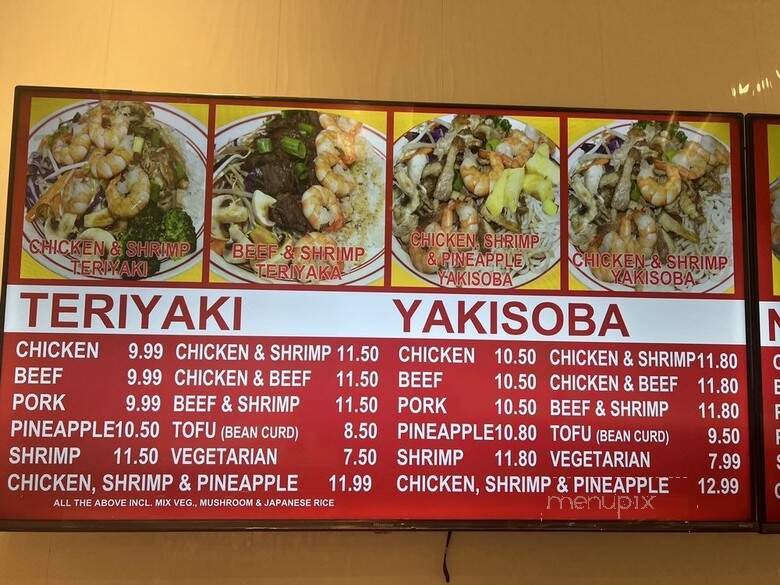 CHICKEN & SHRIMP
TERIYAKI
BEEF & SHRIMP
TERIYAKA
CHICKEN, SHRIMP
& PINEAPPLE
YAKISOBA
CHICKEN & SHRIMP
YAKISOBA
TERIYAKI
CHICKEN 9.99 CHICKEN & SHRIMP 11.50
BEEF 9.99 CHICKEN & BEEF 11.50
PORK 9.99 BEEF & SHRIMP 11.50
PINEAPPLE 10.50 TOFU (BEAN CURD) 8.50
SHRIMP 11.50 VEGETARIAN 7.50
CHICKEN, SHRIMP & PINEAPPLE 11.99
ALL THE ABOVE INCL. MIX VEG., MUSHROOM & JAPANESE RICE
YAKISOBA
CHICKEN 10.50 CHICKEN & SHRIMP 11.80
BEEF 10.50 CHICKEN & BEEF 11.80
PORK 10.50 BEEF & SHRIMP 11.80
PINEAPPLE 10.80 TOFU (BEAN CURD) 9.50
SHRIMP 11.80 VEGETARIAN 7.99
CHICKEN, SHRIMP & PINEAPPLE 12.99
menupix
Hisense